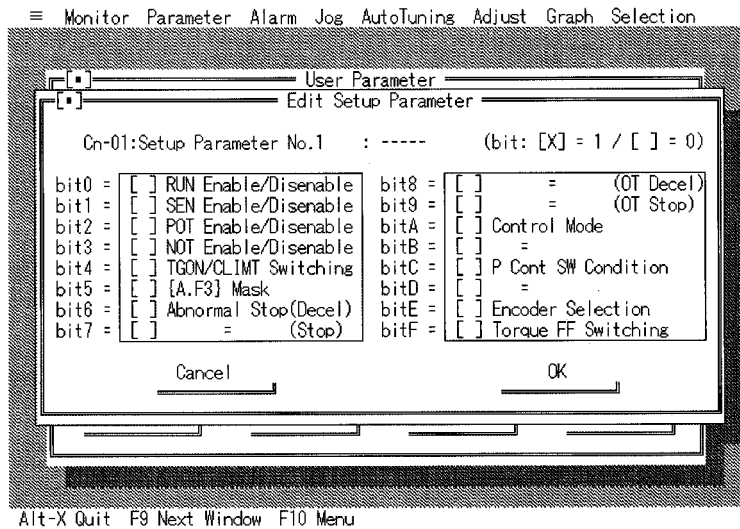 ≡ Monitor Parameter Alarm Jog AutoTuning Adjust Graph Selection
[▪] User Parameter
[▪] Edit Setup Parameter
Cn-01:Setup Parameter No.1 : ----- (bit: [X] = 1 / [ ] = 0)
bit0 = [ ] RUN Enable/Disenable bit8 = [ ] = (OT Decel)
bit1 = [ ] SEN Enable/Disenable bit9 = [ ] = (OT Stop)
bit2 = [ ] POT Enable/Disenable bitA = [ ] Control Mode
bit3 = [ ] NOT Enable/Disenable bitB = [ ] =
bit4 = [ ] TGON/CLIMT Switching bitC = [ ] P Cont SW Condition
bit5 = [ ] {A.F3} Mask bitD = [ ] =
bit6 = [ ] Abnormal Stop(Decel) bitE = [ ] Encoder Selection
bit7 = [ ] = (Stop) bitF = [ ] Torque FF Switching
Cancel OK
Alt-X Quit F9 Next Window F10 Menu